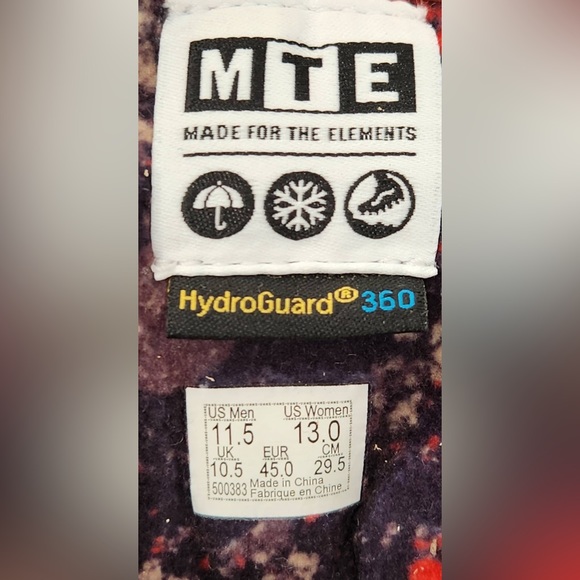 MTE
MADE FOR THE ELEMENTS
HydroGuard® 360
US Men US Women
11.5 13.0
UK EUR CM
10.5 45.0 29.5
500383 Made in China
Fabrique en Chine